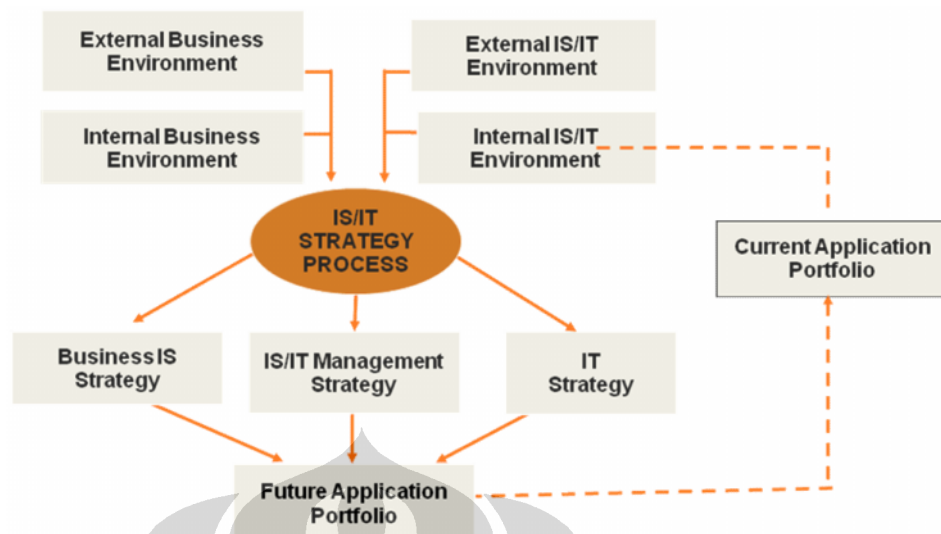 External Business
Environment
External IS/IT
Environment
Internal Business
Environment
Internal IS/IT
Environment
IS/IT
STRATEGY
PROCESS
Current Application
Portfolio
Business IS
Strategy
IS/IT Management
Strategy
IT
Strategy
Future Application
Portfolio